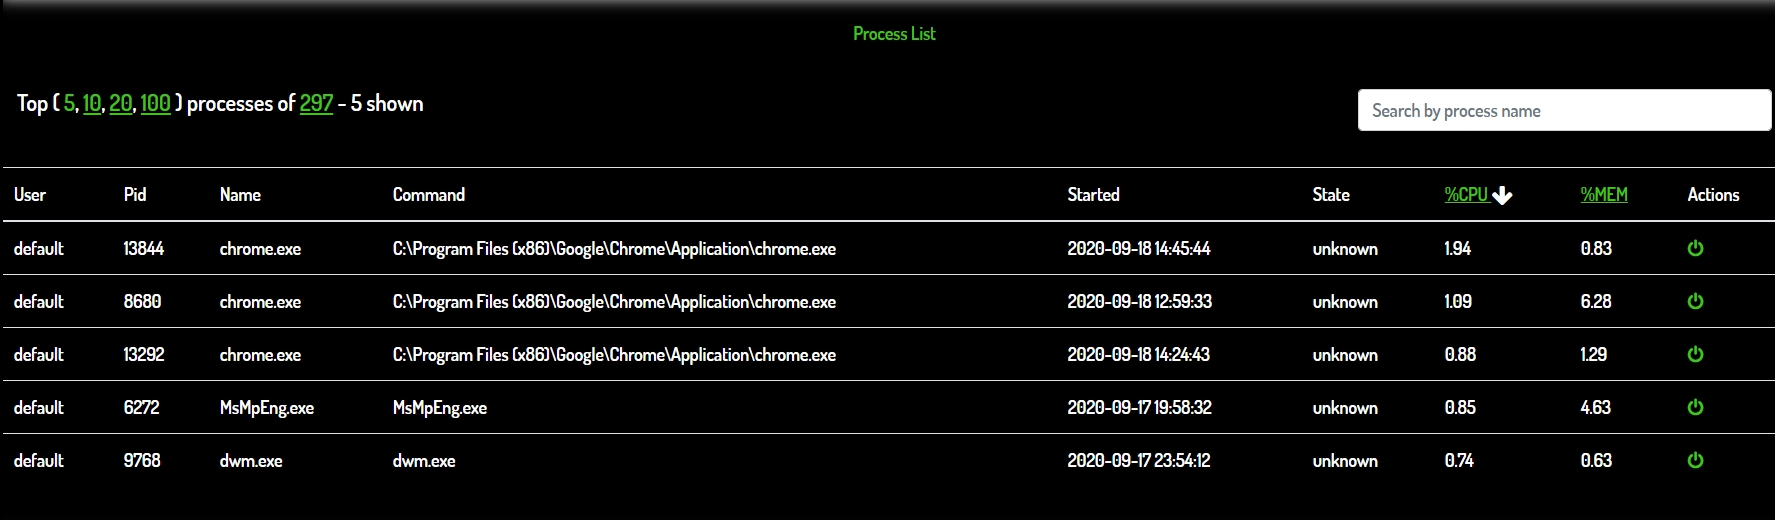 Process List
Top ( 5, 10, 20, 100 ) processes of 297 - 5 shown
Search by process name
User Pid Name Command Started State %CPU %MEM Actions
default 13844 chrome.exe C:\Program Files (x86)\Google\Chrome\Application\chrome.exe 2020-09-18 14:45:44 unknown 1.94 0.83
default 8680 chrome.exe C:\Program Files (x86)\Google\Chrome\Application\chrome.exe 2020-09-18 12:59:33 unknown 1.09 6.28
default 13292 chrome.exe C:\Program Files (x86)\Google\Chrome\Application\chrome.exe 2020-09-18 14:24:43 unknown 0.88 1.29
default 6272 MsMpEng.exe MsMpEng.exe 2020-09-17 19:58:32 unknown 0.85 4.63
default 9768 dwm.exe dwm.exe 2020-09-17 23:54:12 unknown 0.74 0.63